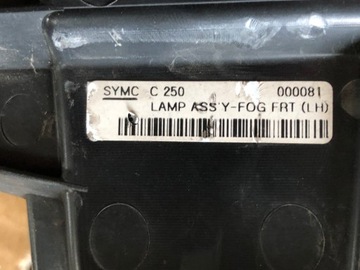 SYMC C 250 000081
LAMP ASS'Y-FOG FRT (LH)